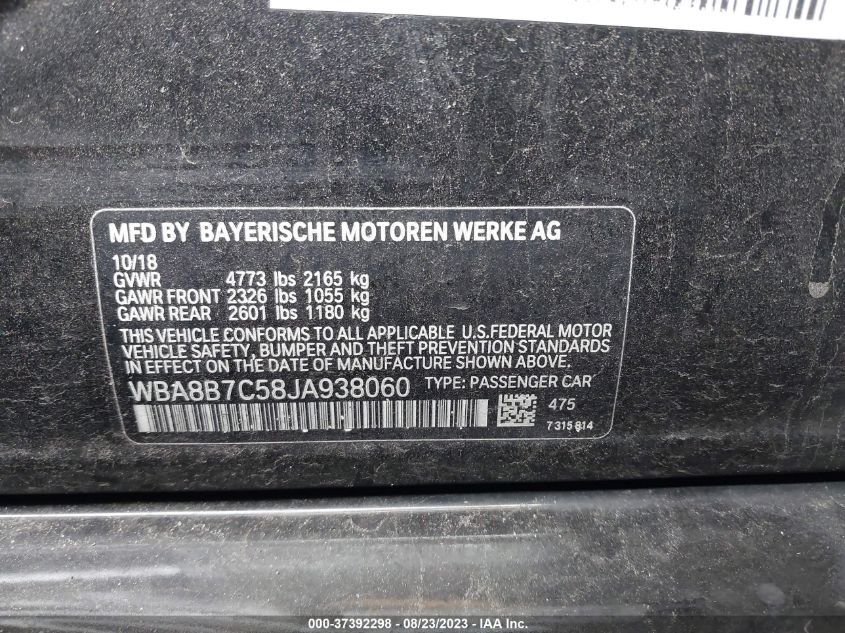 MFD BY BAYERISCHE MOTOREN WERKE AG
10/18
GVWR 4773 lbs 2165 kg
GAWR FRONT 2326 lbs 1055 kg
GAWR REAR 2601 lbs 1180 kg
THIS VEHICLE CONFORMS TO ALL APPLICABLE U.S.FEDERAL MOTOR
VEHICLE SAFETY, BUMPER AND THEFT PREVENTION STANDARDS
IN EFFECT ON THE DATE OF MANUFACTURE SHOWN ABOVE.
WBA8B7C58JA938060 TYPE: PASSENGER CAR
475
7 315 814
000-37392298 - 08/23/2023 - IAA Inc.